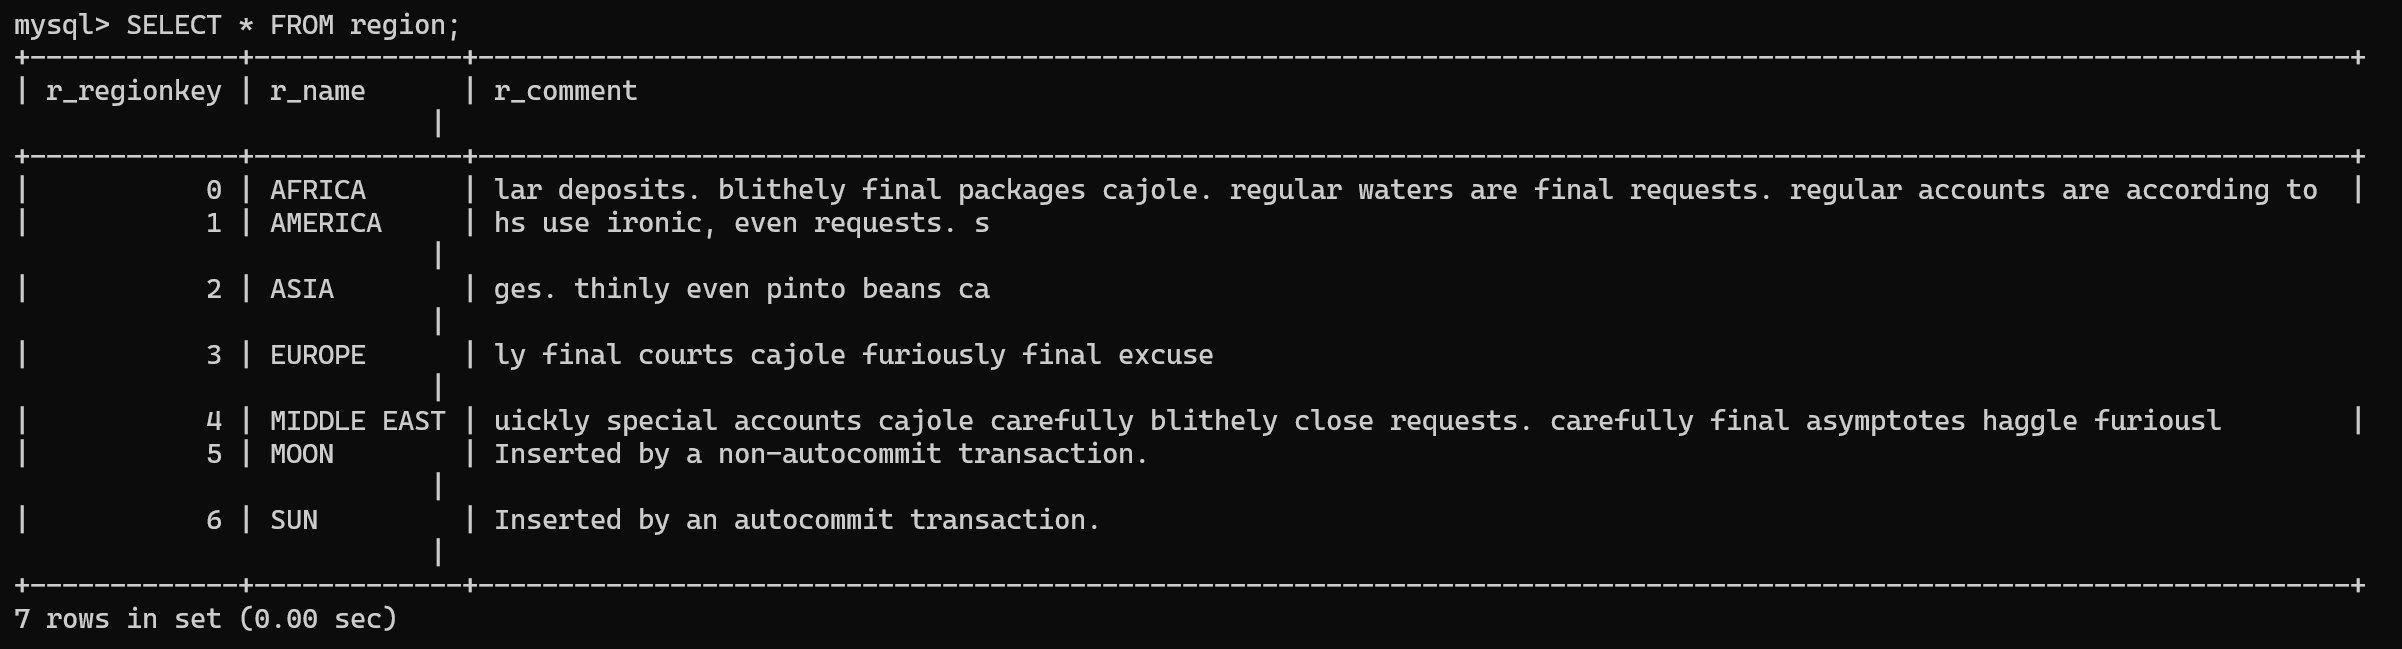 mysql> SELECT * FROM region;
+-------------+-------------+---------------------------------------------------------------------------------------------------------------------+
| r_regionkey | r_name      | r_comment
                          |
+-------------+-------------+---------------------------------------------------------------------------------------------------------------------+
|           0 | AFRICA      | lar deposits. blithely final packages cajole. regular waters are final requests. regular accounts are according to  |
|           1 | AMERICA     | hs use ironic, even requests. s
                          |
|           2 | ASIA        | ges. thinly even pinto beans ca
                          |
|           3 | EUROPE      | ly final courts cajole furiously final excuse
                          |
|           4 | MIDDLE EAST | uickly special accounts cajole carefully blithely close requests. carefully final asymptotes haggle furiousl        |
|           5 | MOON        | Inserted by a non-autocommit transaction.
                          |
|           6 | SUN         | Inserted by an autocommit transaction.
                          |
+-------------+-------------+---------------------------------------------------------------------------------------------------------------------+
7 rows in set (0.00 sec)